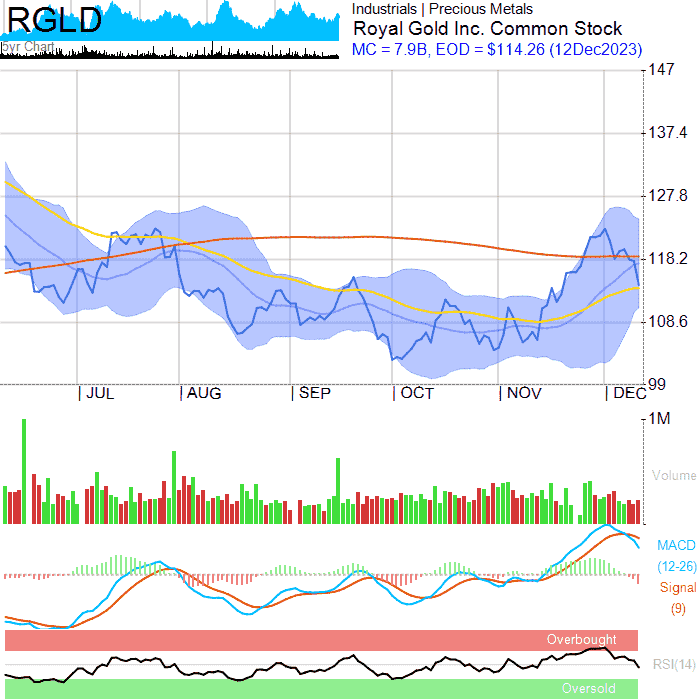 RGLD
5yr Chart
Industrials | Precious Metals
Royal Gold Inc. Common Stock
MC = 7.9B, EOD = $114.26 (12Dec2023)
147
137.4
127.8
118.2
108.6
99
| JUL | AUG | SEP | OCT | NOV | DEC
1M
Volume
MACD
(12-26)
Signal
(9)
Overbought
RSI(14)
Oversold